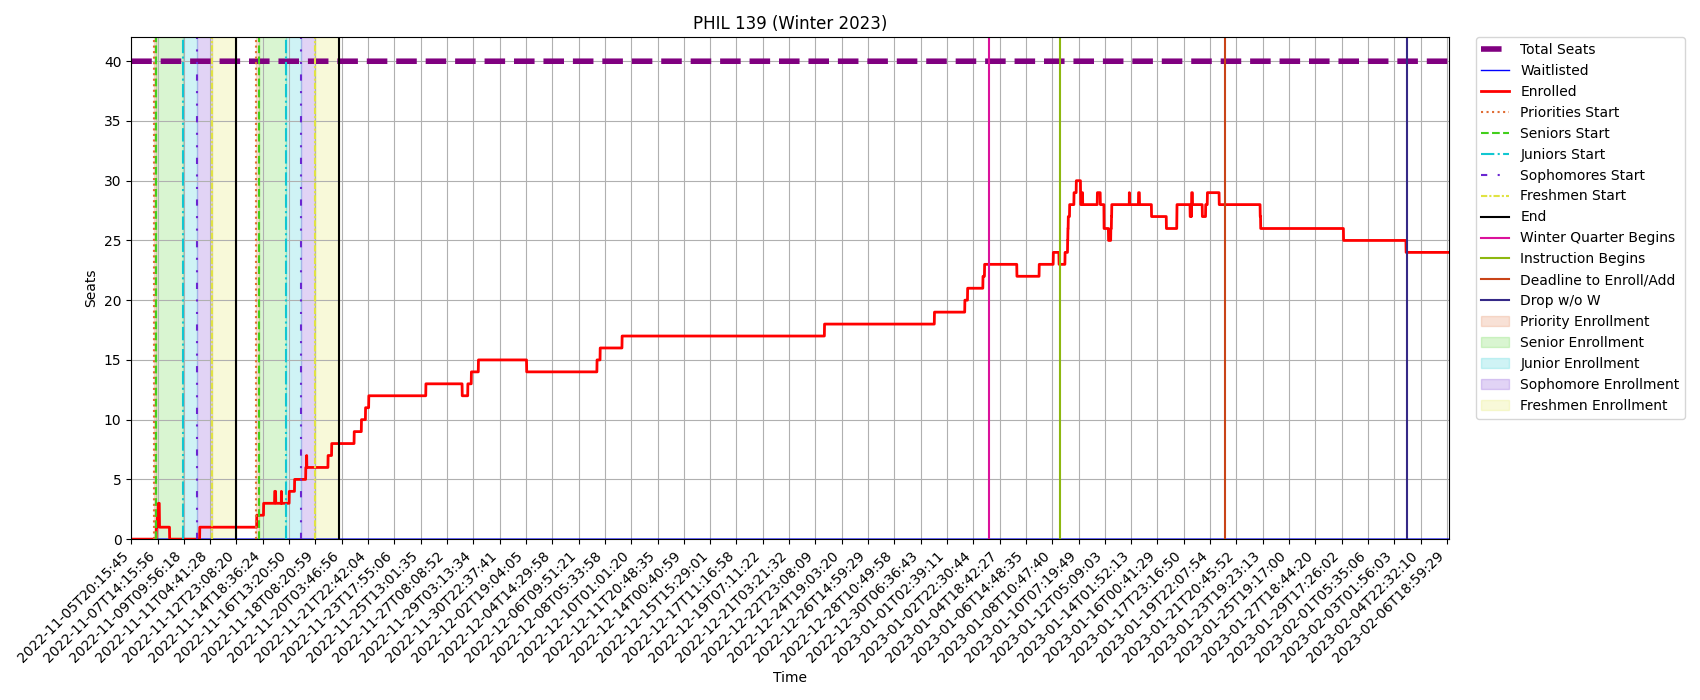 PHIL 139 (Winter 2023)
Seats
40
35
30
25
20
15
10
5
0
2022-11-05T20:15:45
2022-11-07T14:15:56
2022-11-09T09:56:18
2022-11-11T04:41:28
2022-11-12T23:08:20
2022-11-14T18:36:24
2022-11-16T13:20:50
2022-11-18T08:20:59
2022-11-20T03:46:56
2022-11-21T22:42:04
2022-11-23T17:55:06
2022-11-25T13:01:35
2022-11-27T08:08:52
2022-11-29T03:13:34
2022-11-30T22:37:41
2022-12-02T19:04:05
2022-12-04T14:29:58
2022-12-06T09:51:21
2022-12-08T05:33:58
2022-12-10T01:01:20
2022-12-11T20:48:35
2022-12-14T00:40:59
2022-12-15T15:29:01
2022-12-17T11:16:58
2022-12-19T07:11:22
2022-12-21T03:21:32
2022-12-22T23:08:09
2022-12-24T19:03:20
2022-12-26T14:59:29
2022-12-28T10:49:58
2022-12-30T06:36:43
2023-01-01T02:39:11
2023-01-02T22:30:44
2023-01-04T18:42:27
2023-01-06T14:48:35
2023-01-08T10:47:40
2023-01-10T07:19:49
2023-01-12T05:09:03
2023-01-14T01:52:13
2023-01-16T00:41:29
2023-01-17T23:16:50
2023-01-19T22:07:54
2023-01-21T20:45:52
2023-01-23T19:23:13
2023-01-25T19:17:00
2023-01-27T18:44:20
2023-01-29T17:26:02
2023-02-01T05:35:06
2023-02-03T01:56:03
2023-02-04T22:32:10
2023-02-06T18:59:29
Time
Total Seats
Waitlisted
Enrolled
Priorities Start
Seniors Start
Juniors Start
Sophomores Start
Freshmen Start
End
Winter Quarter Begins
Instruction Begins
Deadline to Enroll/Add
Drop w/o W
Priority Enrollment
Senior Enrollment
Junior Enrollment
Sophomore Enrollment
Freshmen Enrollment